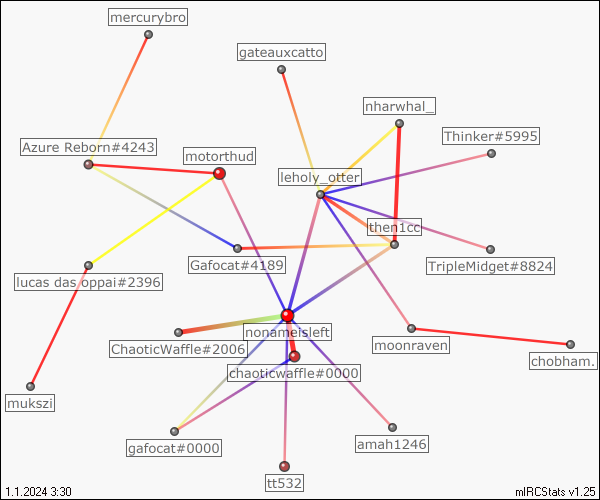 mercurybro
gateauxcatto
nharwhal_
Thinker#5995
Azure Reborn#4243
motorthud
leholy_otter
then1cc
Gafocat#4189
TripleMidget#8824
lucas das oppai#2396
nonameisleft
ChaoticWaffle#2006
moonraven
chobham.
chaoticwaffle#0000
mukszi
gafocat#0000
amah1246
tt532
1.1.2024 3:30
mIRCStats v1.25